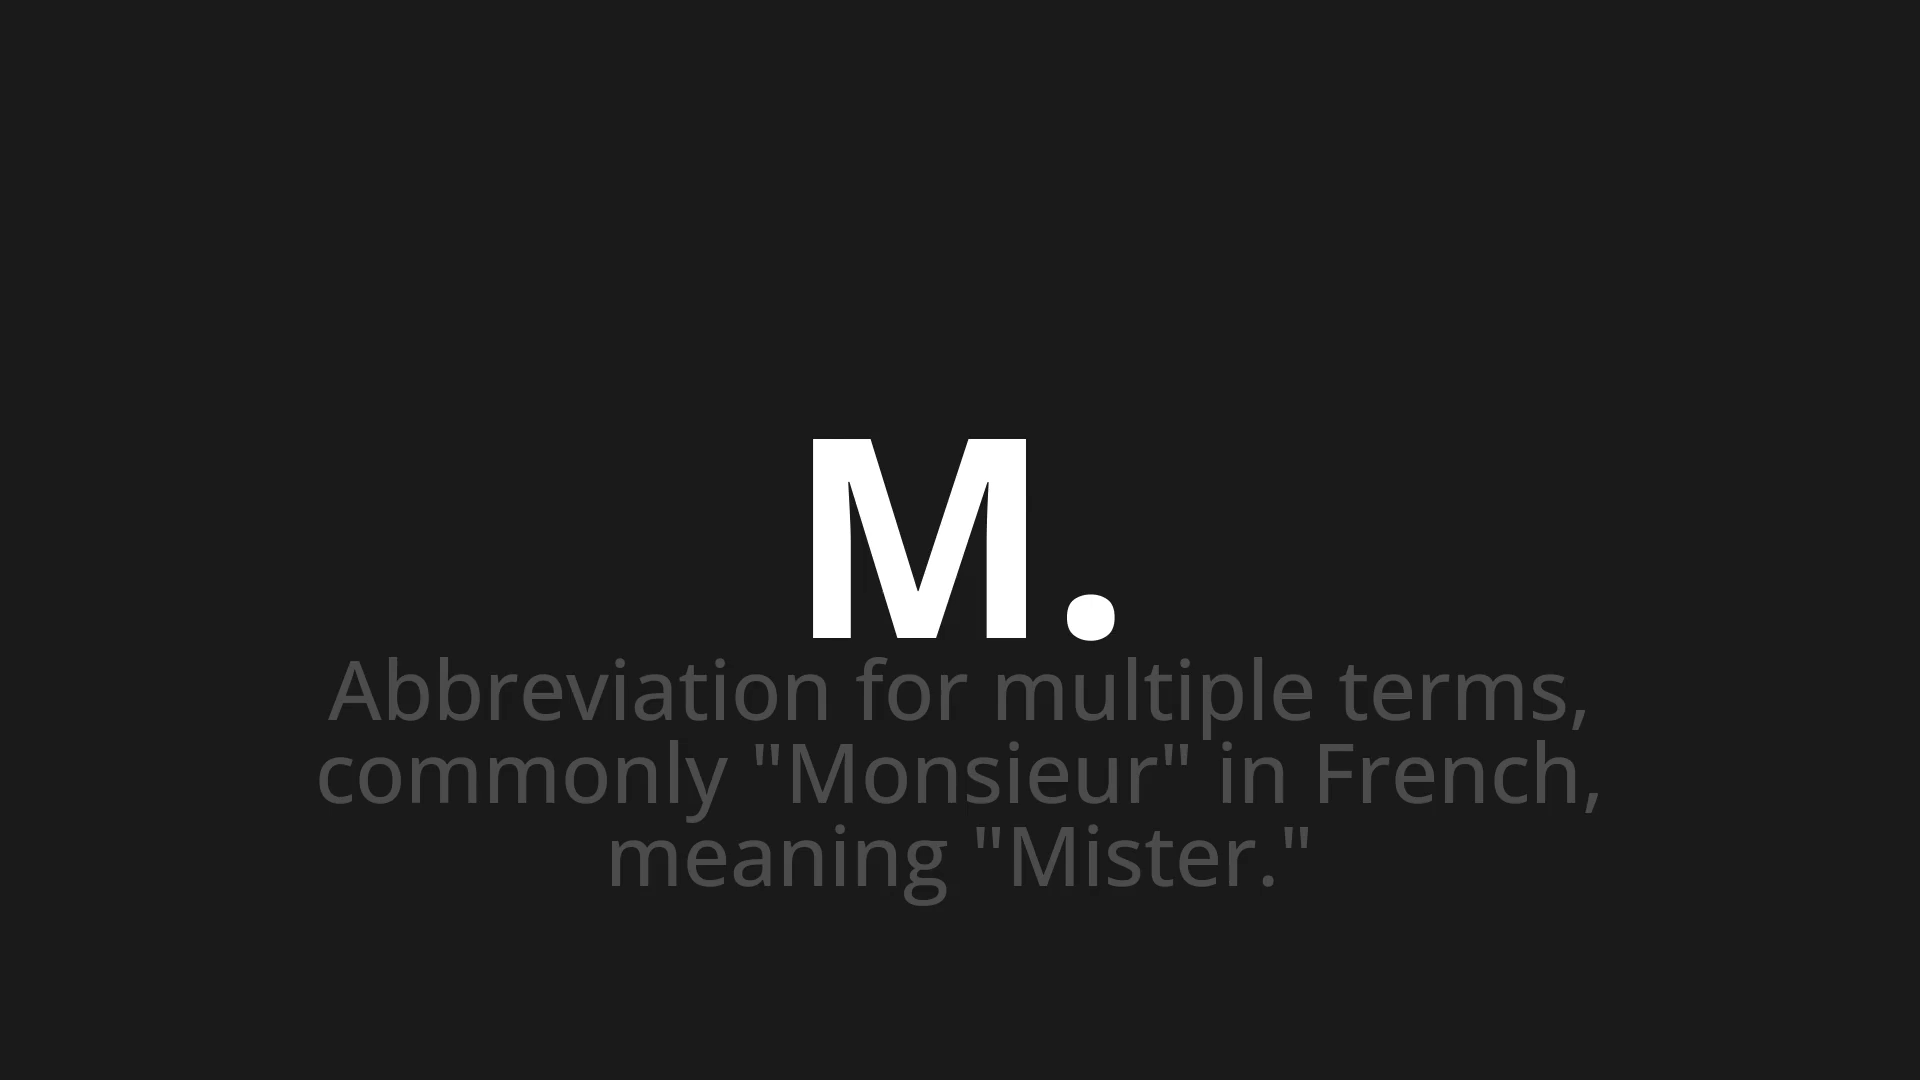 M.
Abbreviation for multiple terms,
commonly "Monsieur" in French,
meaning "Mister."